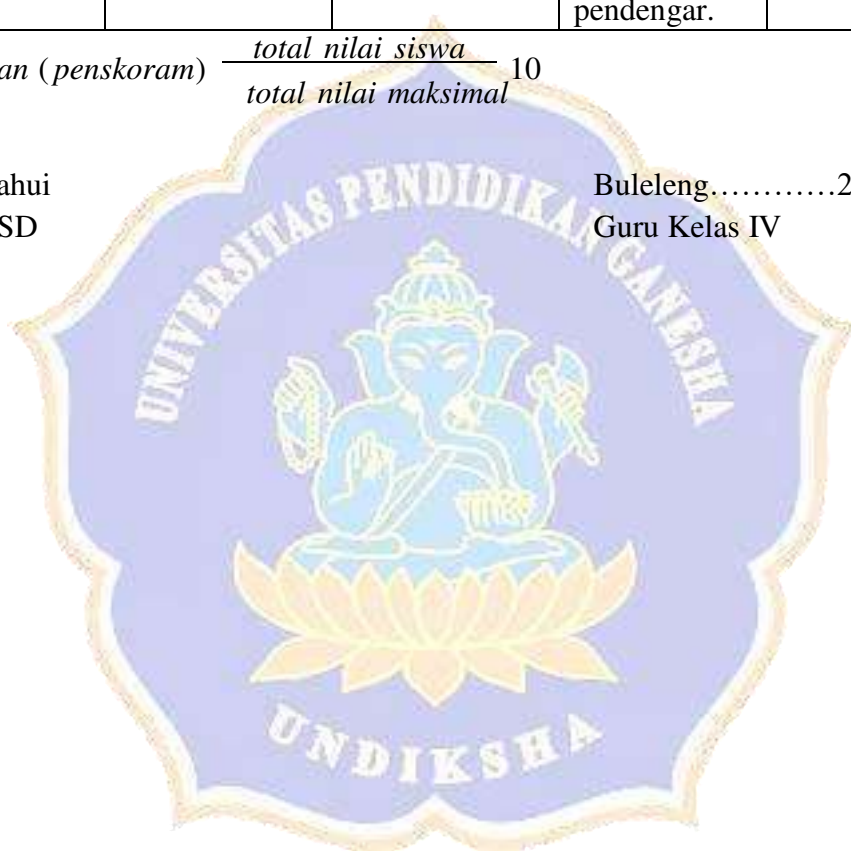 pendengar.
an (penskoram) total nilai siswa
total nilai maksimal 10
ahui Buleleng............2
SD Guru Kelas IV
UNIVERSITAS PENDIDIKAN GANESHA
UNDIKSHA